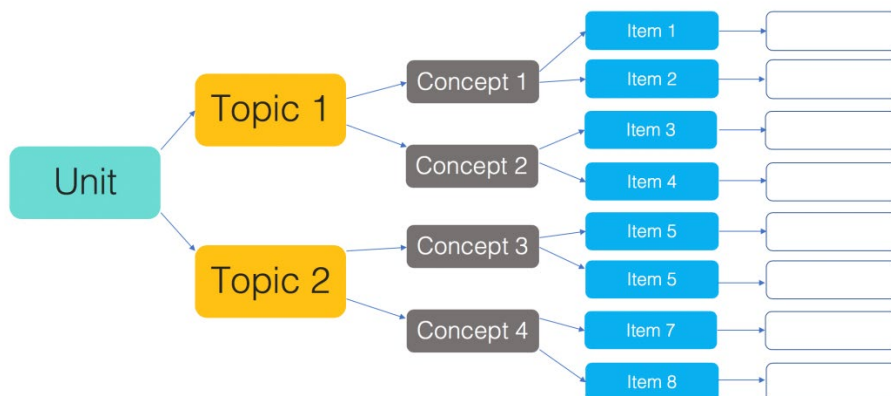 Unit
Topic 1
Topic 2
Concept 1
Concept 2
Concept 3
Concept 4
Item 1
Item 2
Item 3
Item 4
Item 5
Item 5
Item 7
Item 8